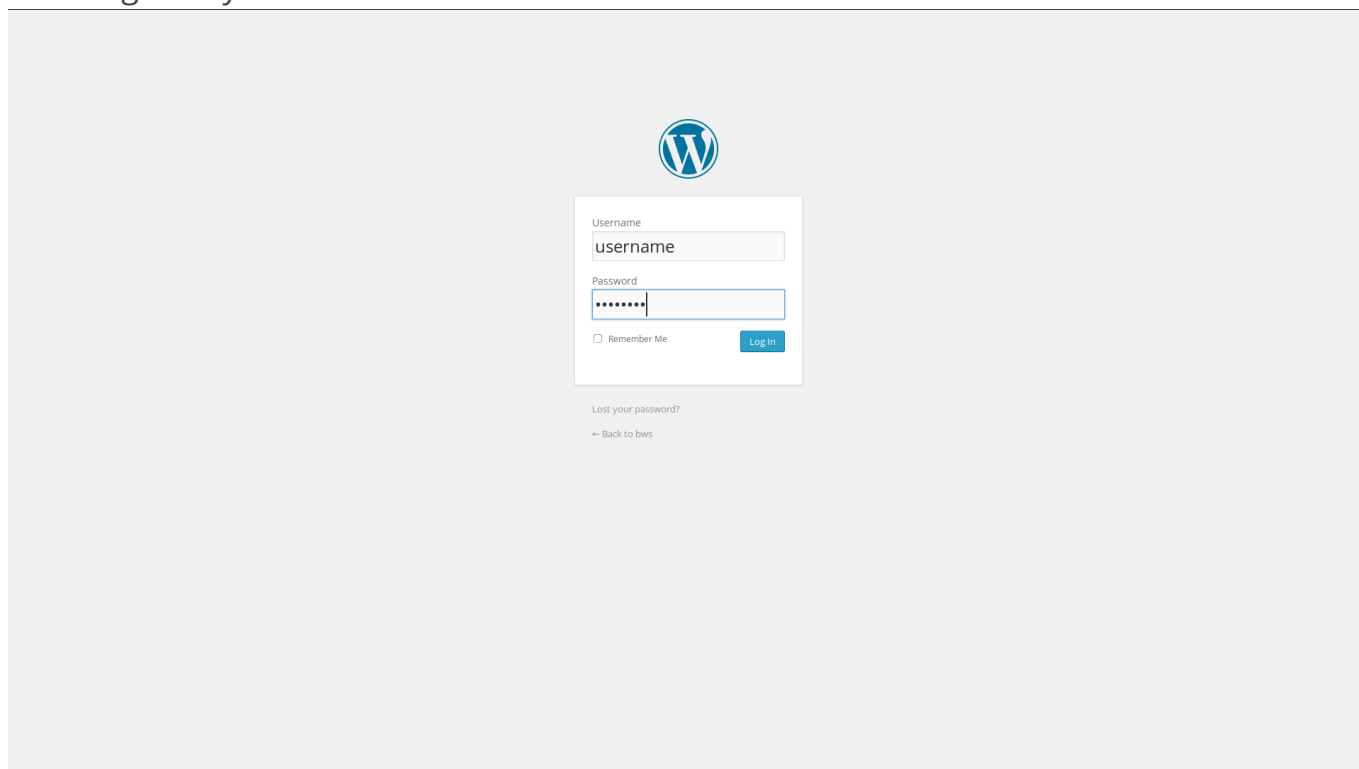 Username
username
Password
••••••••
Remember Me
Log In
Lost your password?
← Back to bws